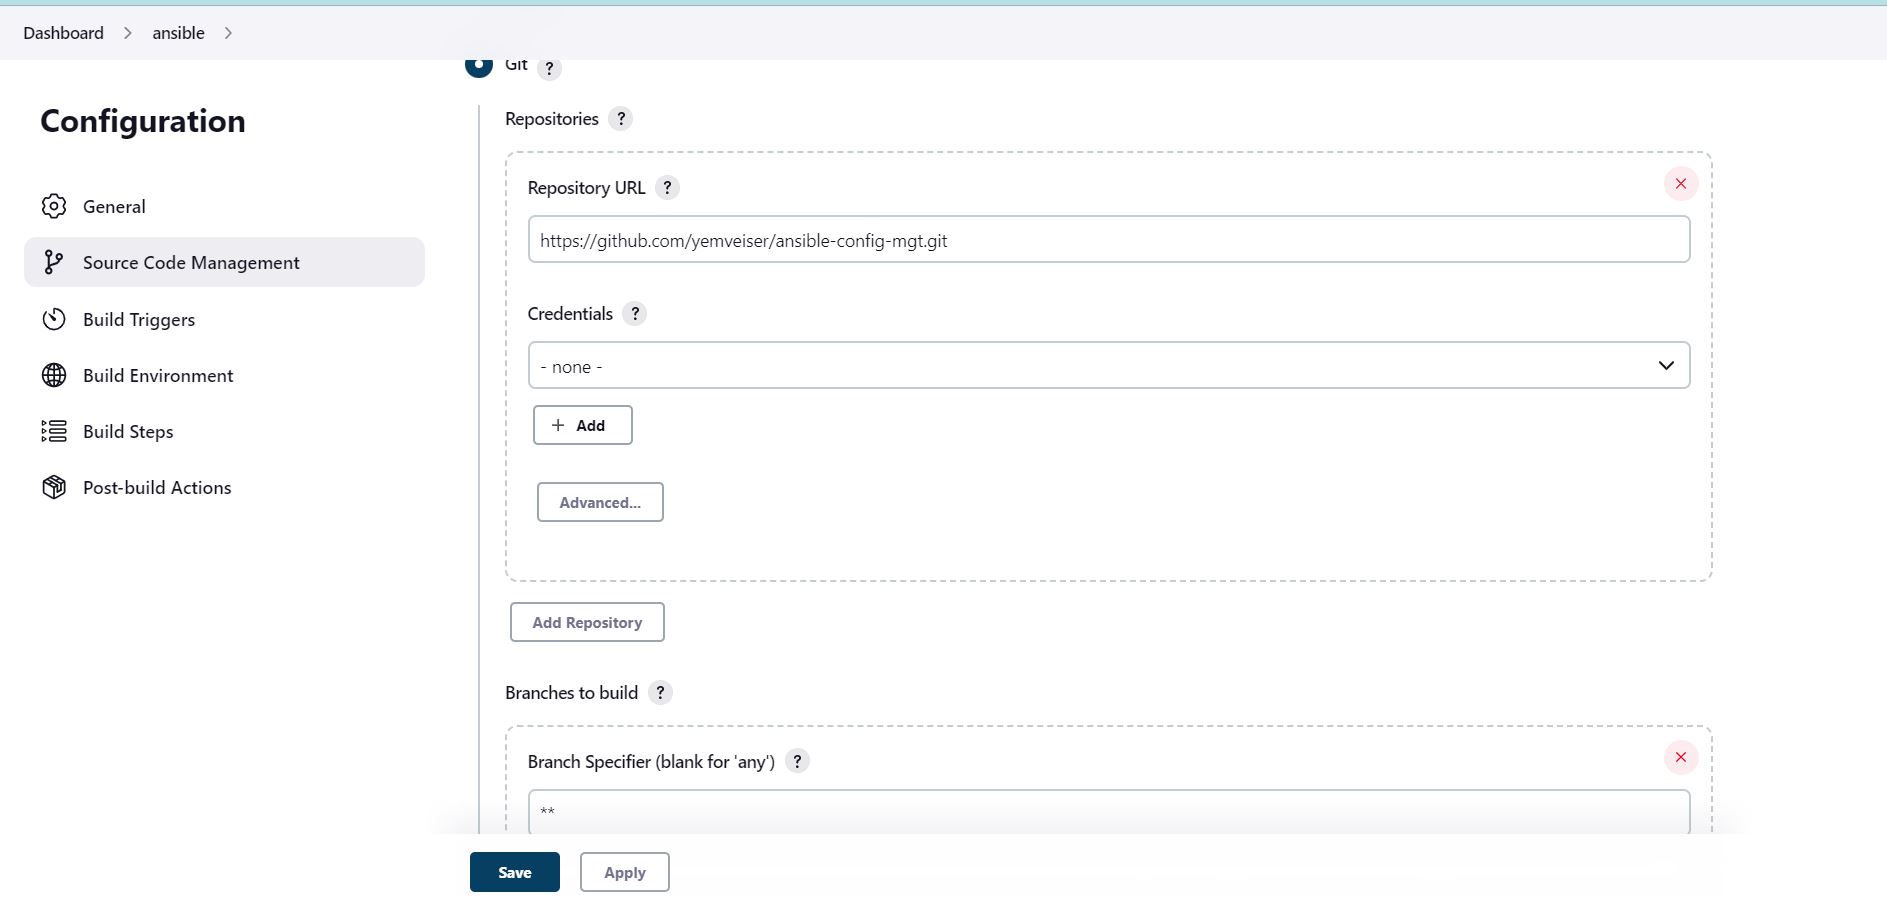 Dashboard > ansible >
Git ?
Configuration
General
Source Code Management
Build Triggers
Build Environment
Build Steps
Post-build Actions
Repositories ?
Repository URL ?
https://github.com/yemveiser/ansible-config-mgt.git
Credentials ?
- none -
+ Add
Advanced...
Add Repository
Branches to build ?
Branch Specifier (blank for 'any') ?
**
Save Apply